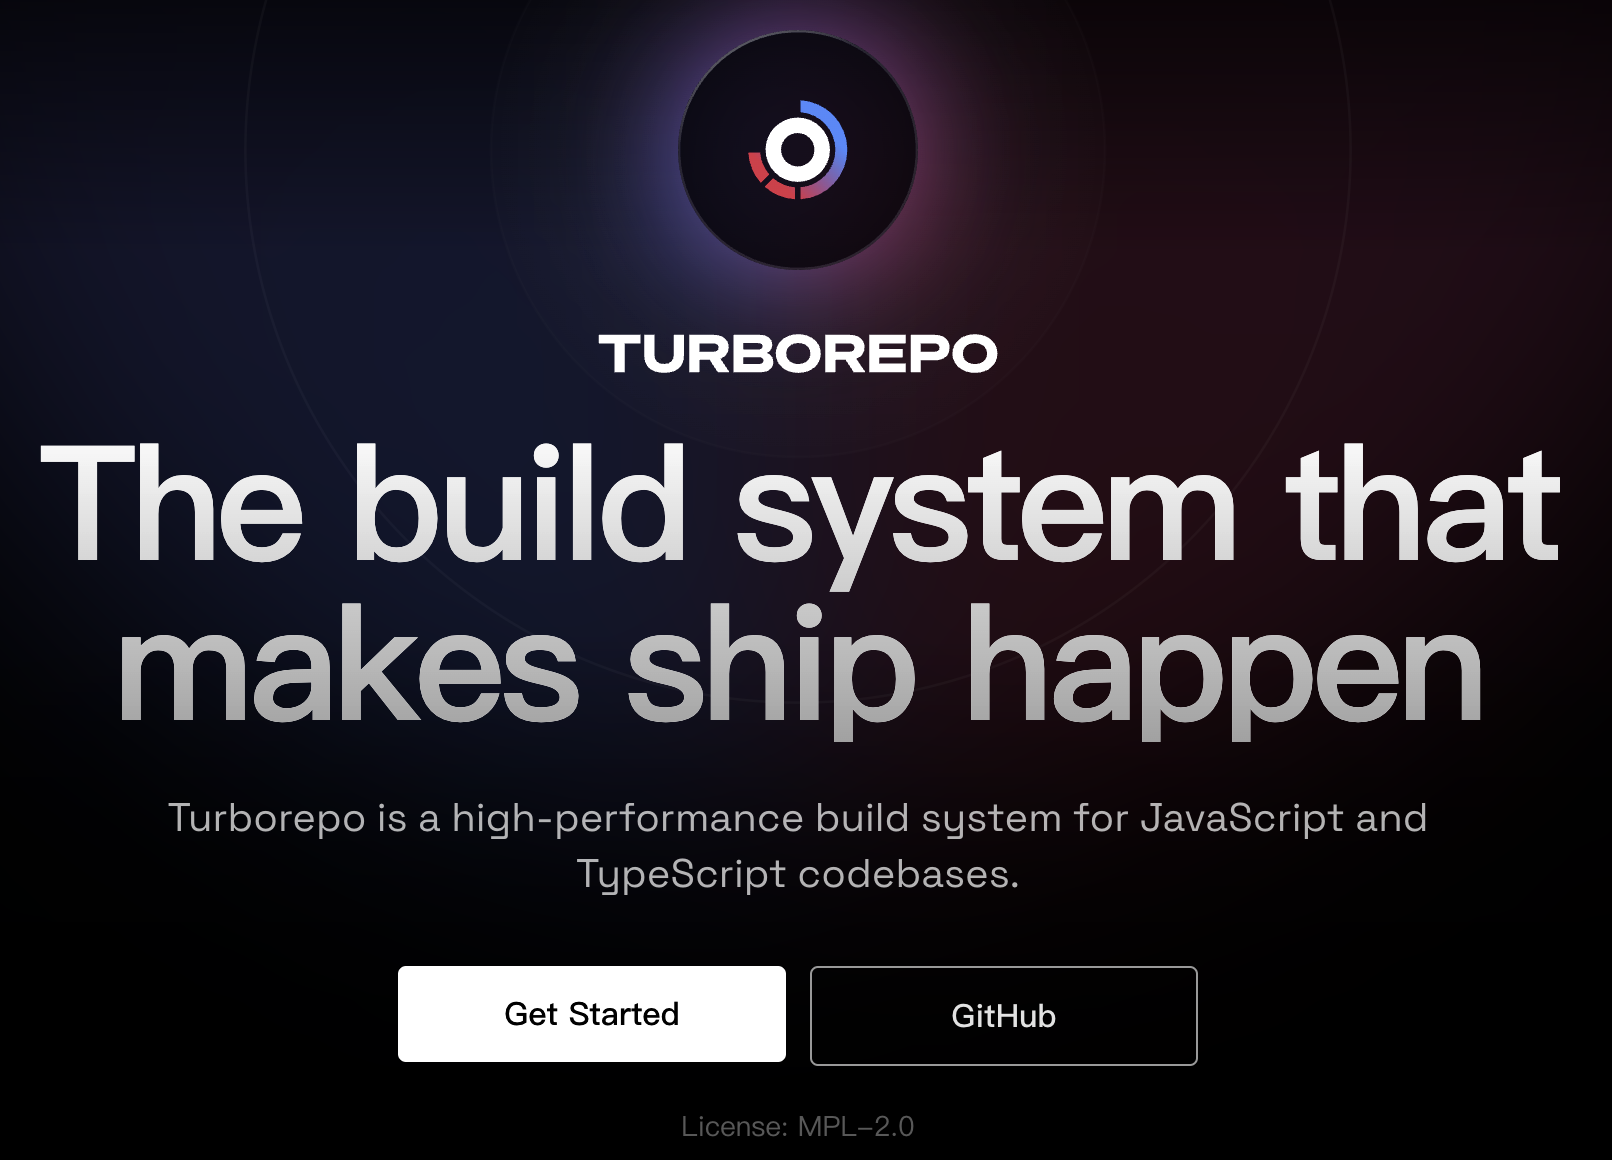 TURBOREPO
The build system that
makes ship happen
Turborepo is a high-performance build system for JavaScript and
TypeScript codebases.
Get Started
GitHub
License: MPL-2.0